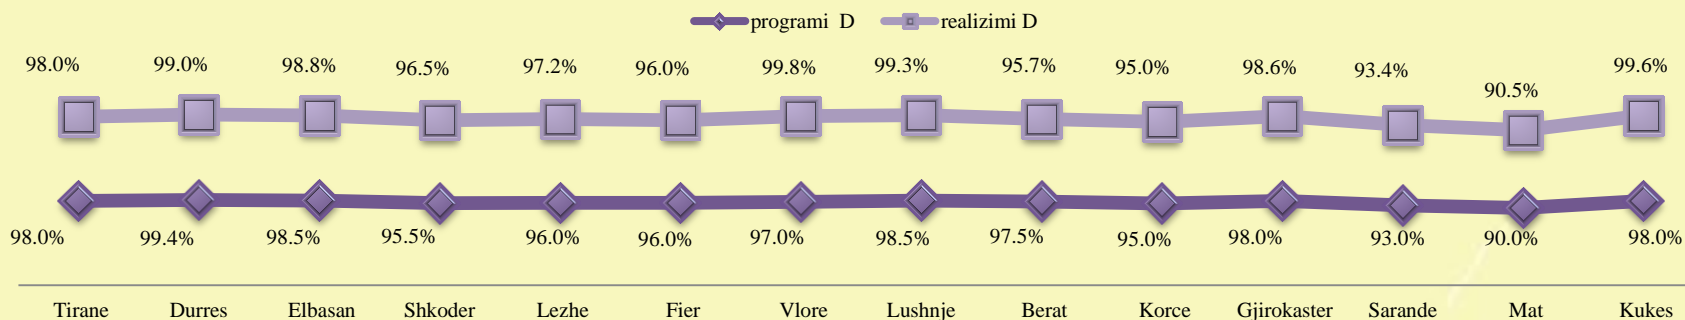 programi D realizimi D
98.0% 99.0% 98.8% 96.5% 97.2% 96.0% 99.8% 99.3% 95.7% 95.0% 98.6% 93.4% 90.5% 99.6%
98.0% 99.4% 98.5% 95.5% 96.0% 96.0% 97.0% 98.5% 97.5% 95.0% 98.0% 93.0% 90.0% 98.0%
Tirane Durres Elbasan Shkoder Lezhe Fier Vlore Lushnje Berat Korce Gjirokaster Sarande Mat Kukes